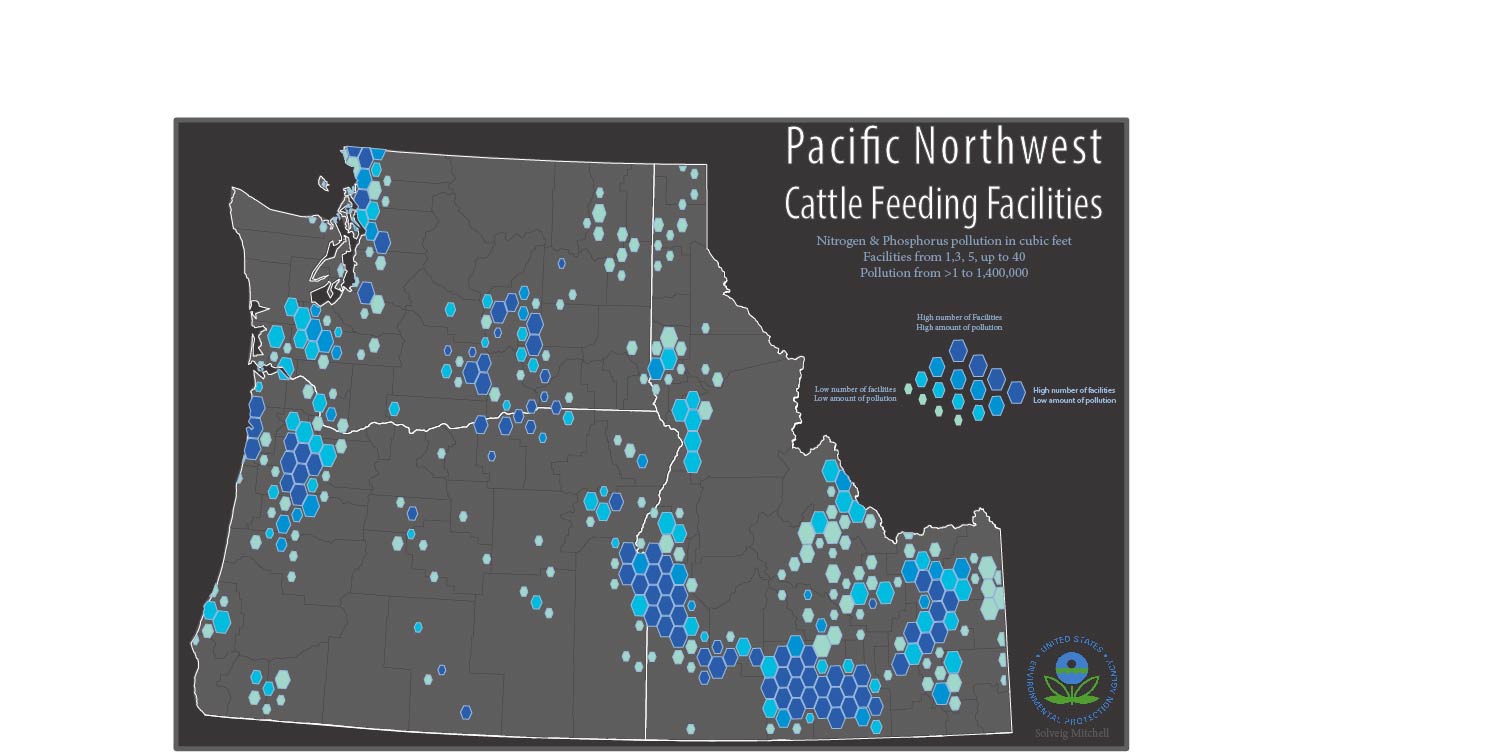 Pacific Northwest
Cattle Feeding Facilities
Nitrogen & Phosphorus pollution in cubic feet
Facilities from 1,3, 5, up to 40
Pollution from >1 to 1,400,000
High number of Facilities
High amount of pollution
Low number of facilities
Low amount of pollution
High number of facilities
Low amount of pollution
UNITED STATES
ENVIRONMENTAL PROTECTION AGENCY
Solveig Mitchell